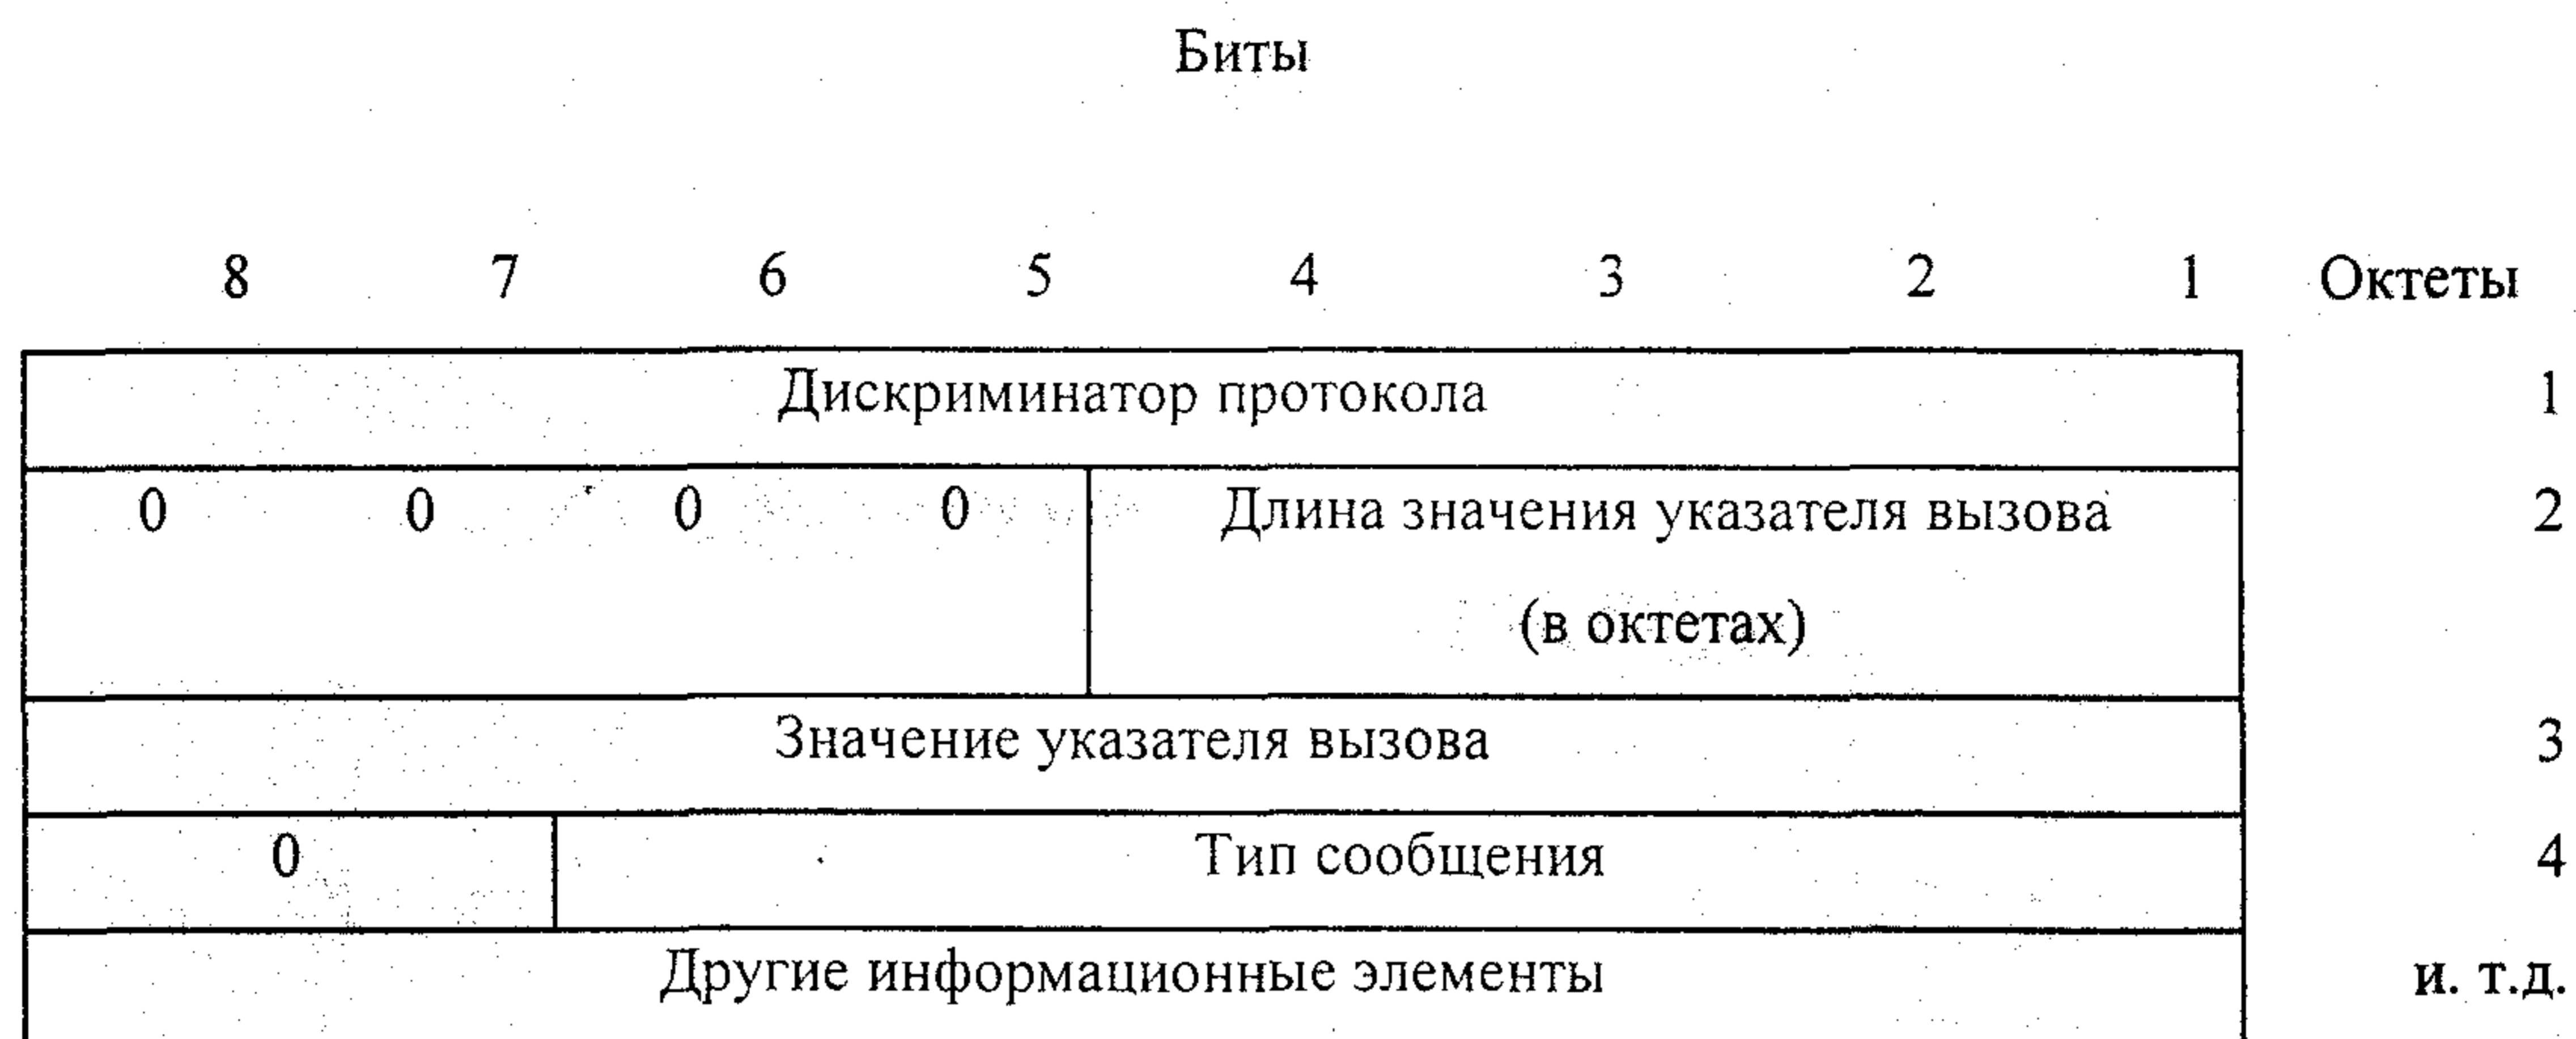 Биты
8 7 6 5 4 3 2 1 Октеты
Дискриминатор протокола 1
0 0 0 0 Длина значения указателя вызова 2
(в октетах)
Значение указателя вызова 3
0 Тип сообщения 4
Другие информационные элементы и. т.д.